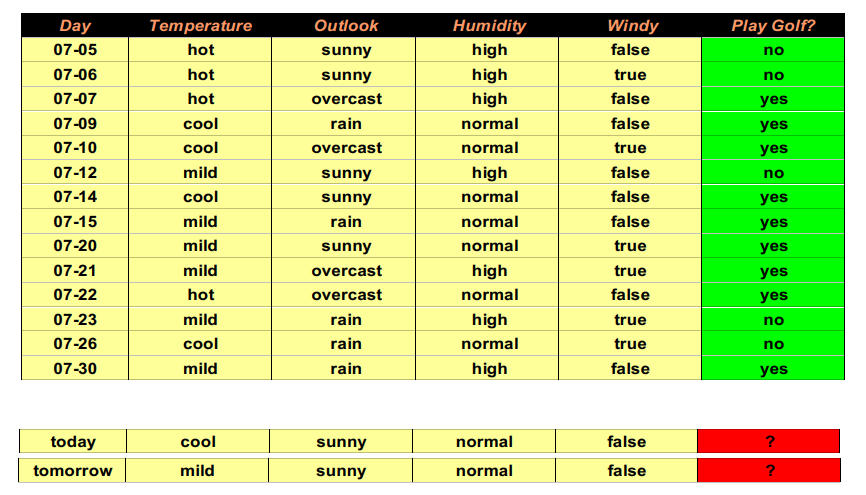 Day Temperature Outlook Humidity Windy Play Golf?
07-05 hot sunny high false no
07-06 hot sunny high true no
07-07 hot overcast high false yes
07-09 cool rain normal false yes
07-10 cool overcast normal true yes
07-12 mild sunny high false no
07-14 cool sunny normal false yes
07-15 mild rain normal false yes
07-20 mild sunny normal true yes
07-21 mild overcast high true yes
07-22 hot overcast normal false yes
07-23 mild rain high true no
07-26 cool rain normal true no
07-30 mild rain high false yes
today cool sunny normal false ?
tomorrow mild sunny normal false ?